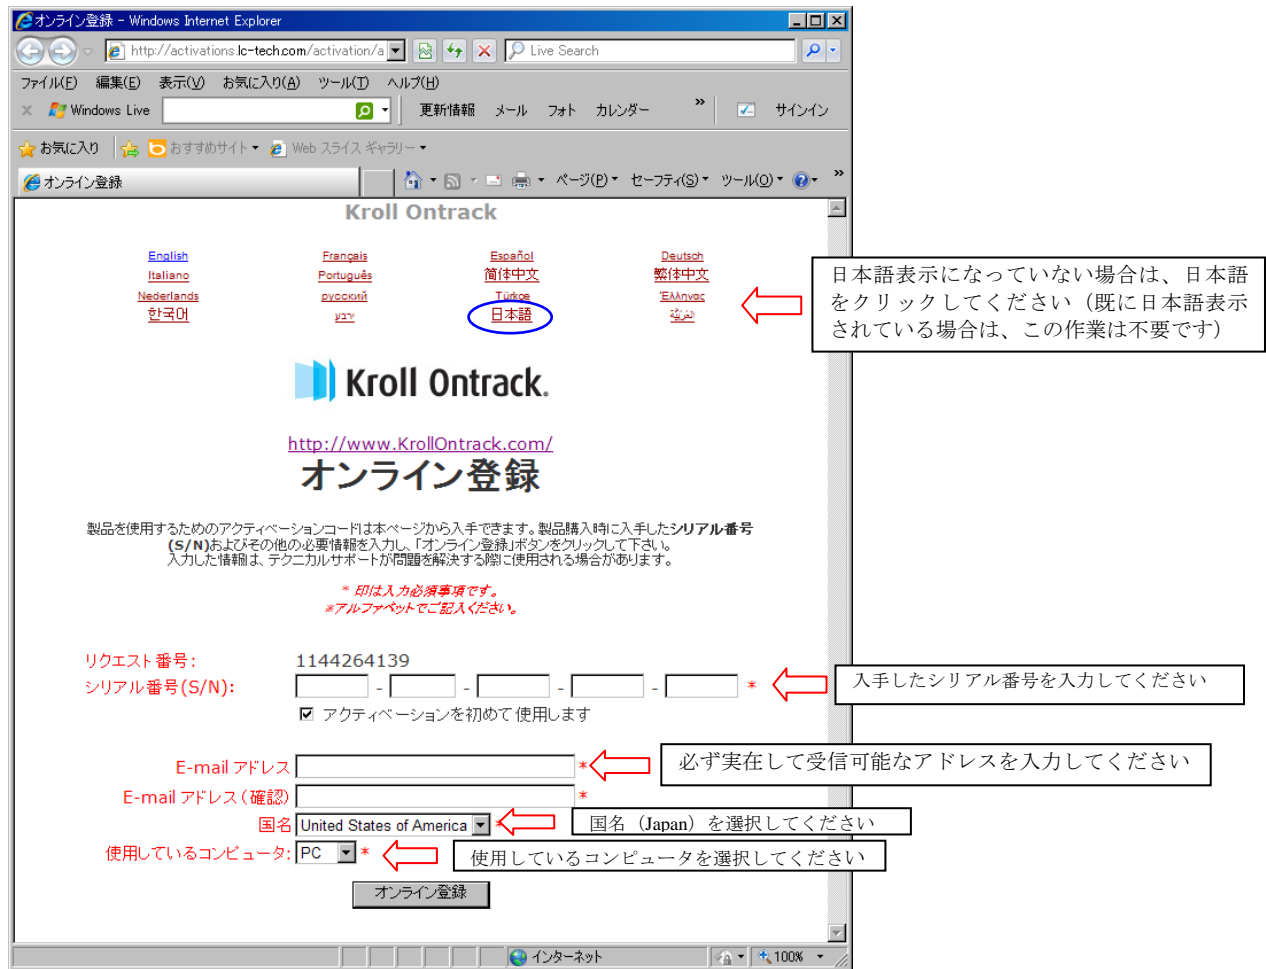 オンライン登録 - Windows Internet Explorer
http://activations.lc-tech.com/activation/a
Live Search
ファイル(F) 編集(E) 表示(V) お気に入り(A) ツール(T) ヘルプ(H)
Windows Live
更新情報 メール フォト カレンダー » サインイン
お気に入り おすすめサイト Web スライス ギャラリー
オンライン登録
ページ(P) セーフティ(S) ツール(O) »
Kroll Ontrack
English Français Español Deutsch
Italiano Português 简体中文 繁体中文
Nederlands русский Türkçe Έλληνας
한국어 עברי 日本語
日本語表示になっていない場合は、日本語
をクリックしてください（既に日本語表示
されている場合は、この作業は不要です）
Kroll Ontrack.
http://www.KrollOntrack.com/
オンライン登録
製品を使用するためのアクティベーションコードは本ページから入手できます。製品購入時に入手したシリアル番号
(S/N)およびその他の必要情報を入力し、「オンライン登録」ボタンをクリックして下さい。
入力した情報は、テクニカルサポートが問題を解決する際に使用される場合があります。
* 印は入力必須事項です。
※アルファベットでご記入ください。
リクエスト番号: 1144264139
シリアル番号(S/N): - - - - *
入手したシリアル番号を入力してください
アクティベーションを初めて使用します
E-mail アドレス *
必ず実在して受信可能なアドレスを入力してください
E-mail アドレス（確認） *
国名 United States of America *
国名（Japan）を選択してください
使用しているコンピュータ: PC *
使用しているコンピュータを選択してください
オンライン登録
インターネット 100%